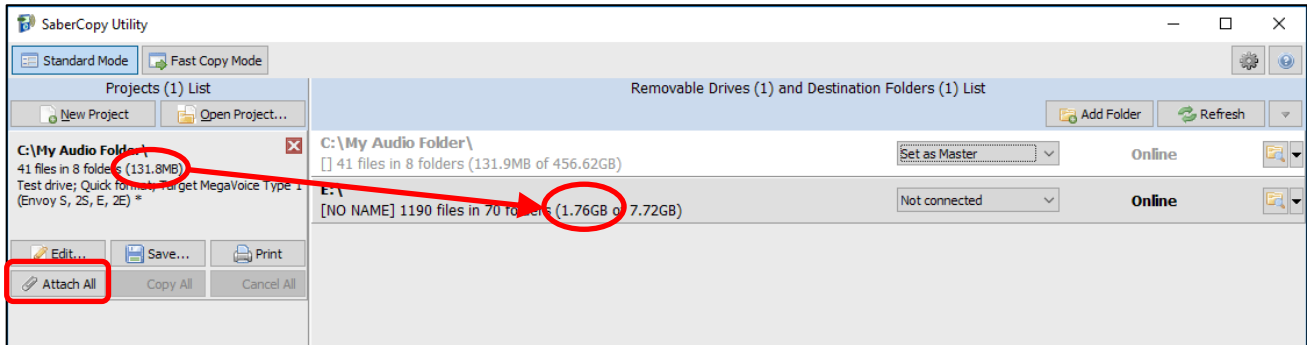 SaberCopy Utility
Standard Mode Fast Copy Mode
Projects (1) List
New Project Open Project...
C:\My Audio Folder\
41 files in 8 folders (131.8MB)
Test drive; Quick format; Target MegaVoice Type 1
(Envoy S, 2S, E, 2E) *
Edit... Save... Print
Attach All Copy All Cancel All
Removable Drives (1) and Destination Folders (1) List
Add Folder Refresh
C:\My Audio Folder\
[] 41 files in 8 folders (131.9MB of 456.62GB)
Set as Master
Online
E:\
[NO NAME] 1190 files in 70 folders (1.76GB of 7.72GB)
Not connected
Online